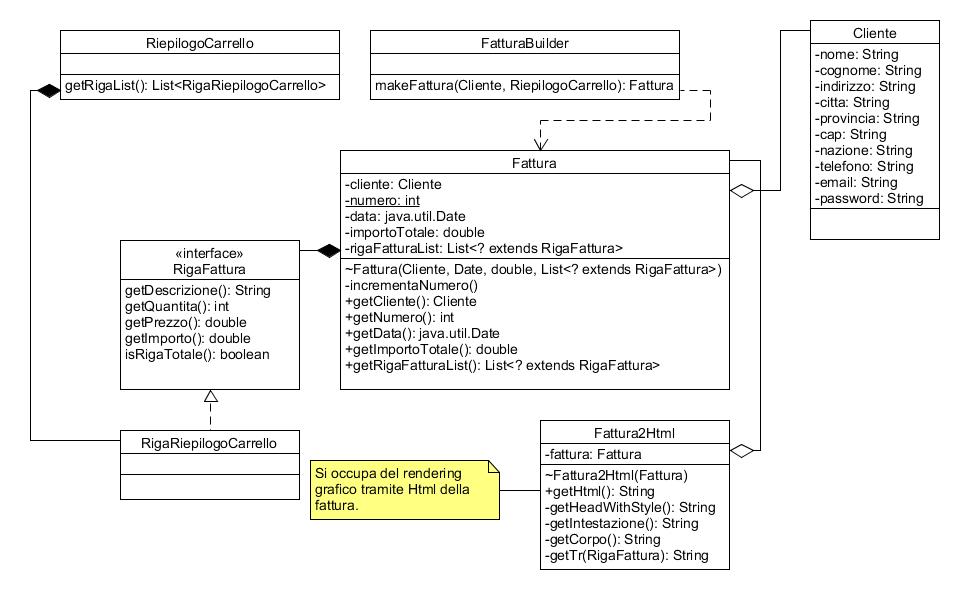 RiepilogoCarrello
getRigaList(): List<RigaRiepilogoCarrello>
FatturaBuilder
makeFattura(Cliente, RiepilogoCarrello): Fattura
Cliente
-nome: String
-cognome: String
-indirizzo: String
-citta: String
-provincia: String
-cap: String
-nazione: String
-telefono: String
-email: String
-password: String
Fattura
-cliente: Cliente
-numero: int
-data: java.util.Date
-importoTotale: double
-rigaFatturaList: List<? extends RigaFattura>
~Fattura(Cliente, Date, double, List<? extends RigaFattura>)
-incrementaNumero()
+getCliente(): Cliente
+getNumero(): int
+getData(): java.util.Date
+getImportoTotale(): double
+getRigaFatturaList(): List<? extends RigaFattura>
«interface»
RigaFattura
getDescrizione(): String
getQuantita(): int
getPrezzo(): double
getImporto(): double
isRigaTotale(): boolean
RigaRiepilogoCarrello
Si occupa del rendering
grafico tramite Html della
fattura.
Fattura2Html
-fattura: Fattura
~Fattura2Html(Fattura)
+getHtml(): String
-getHeadWithStyle(): String
-getIntestazione(): String
-getCorpo(): String
-getTr(RigaFattura): String